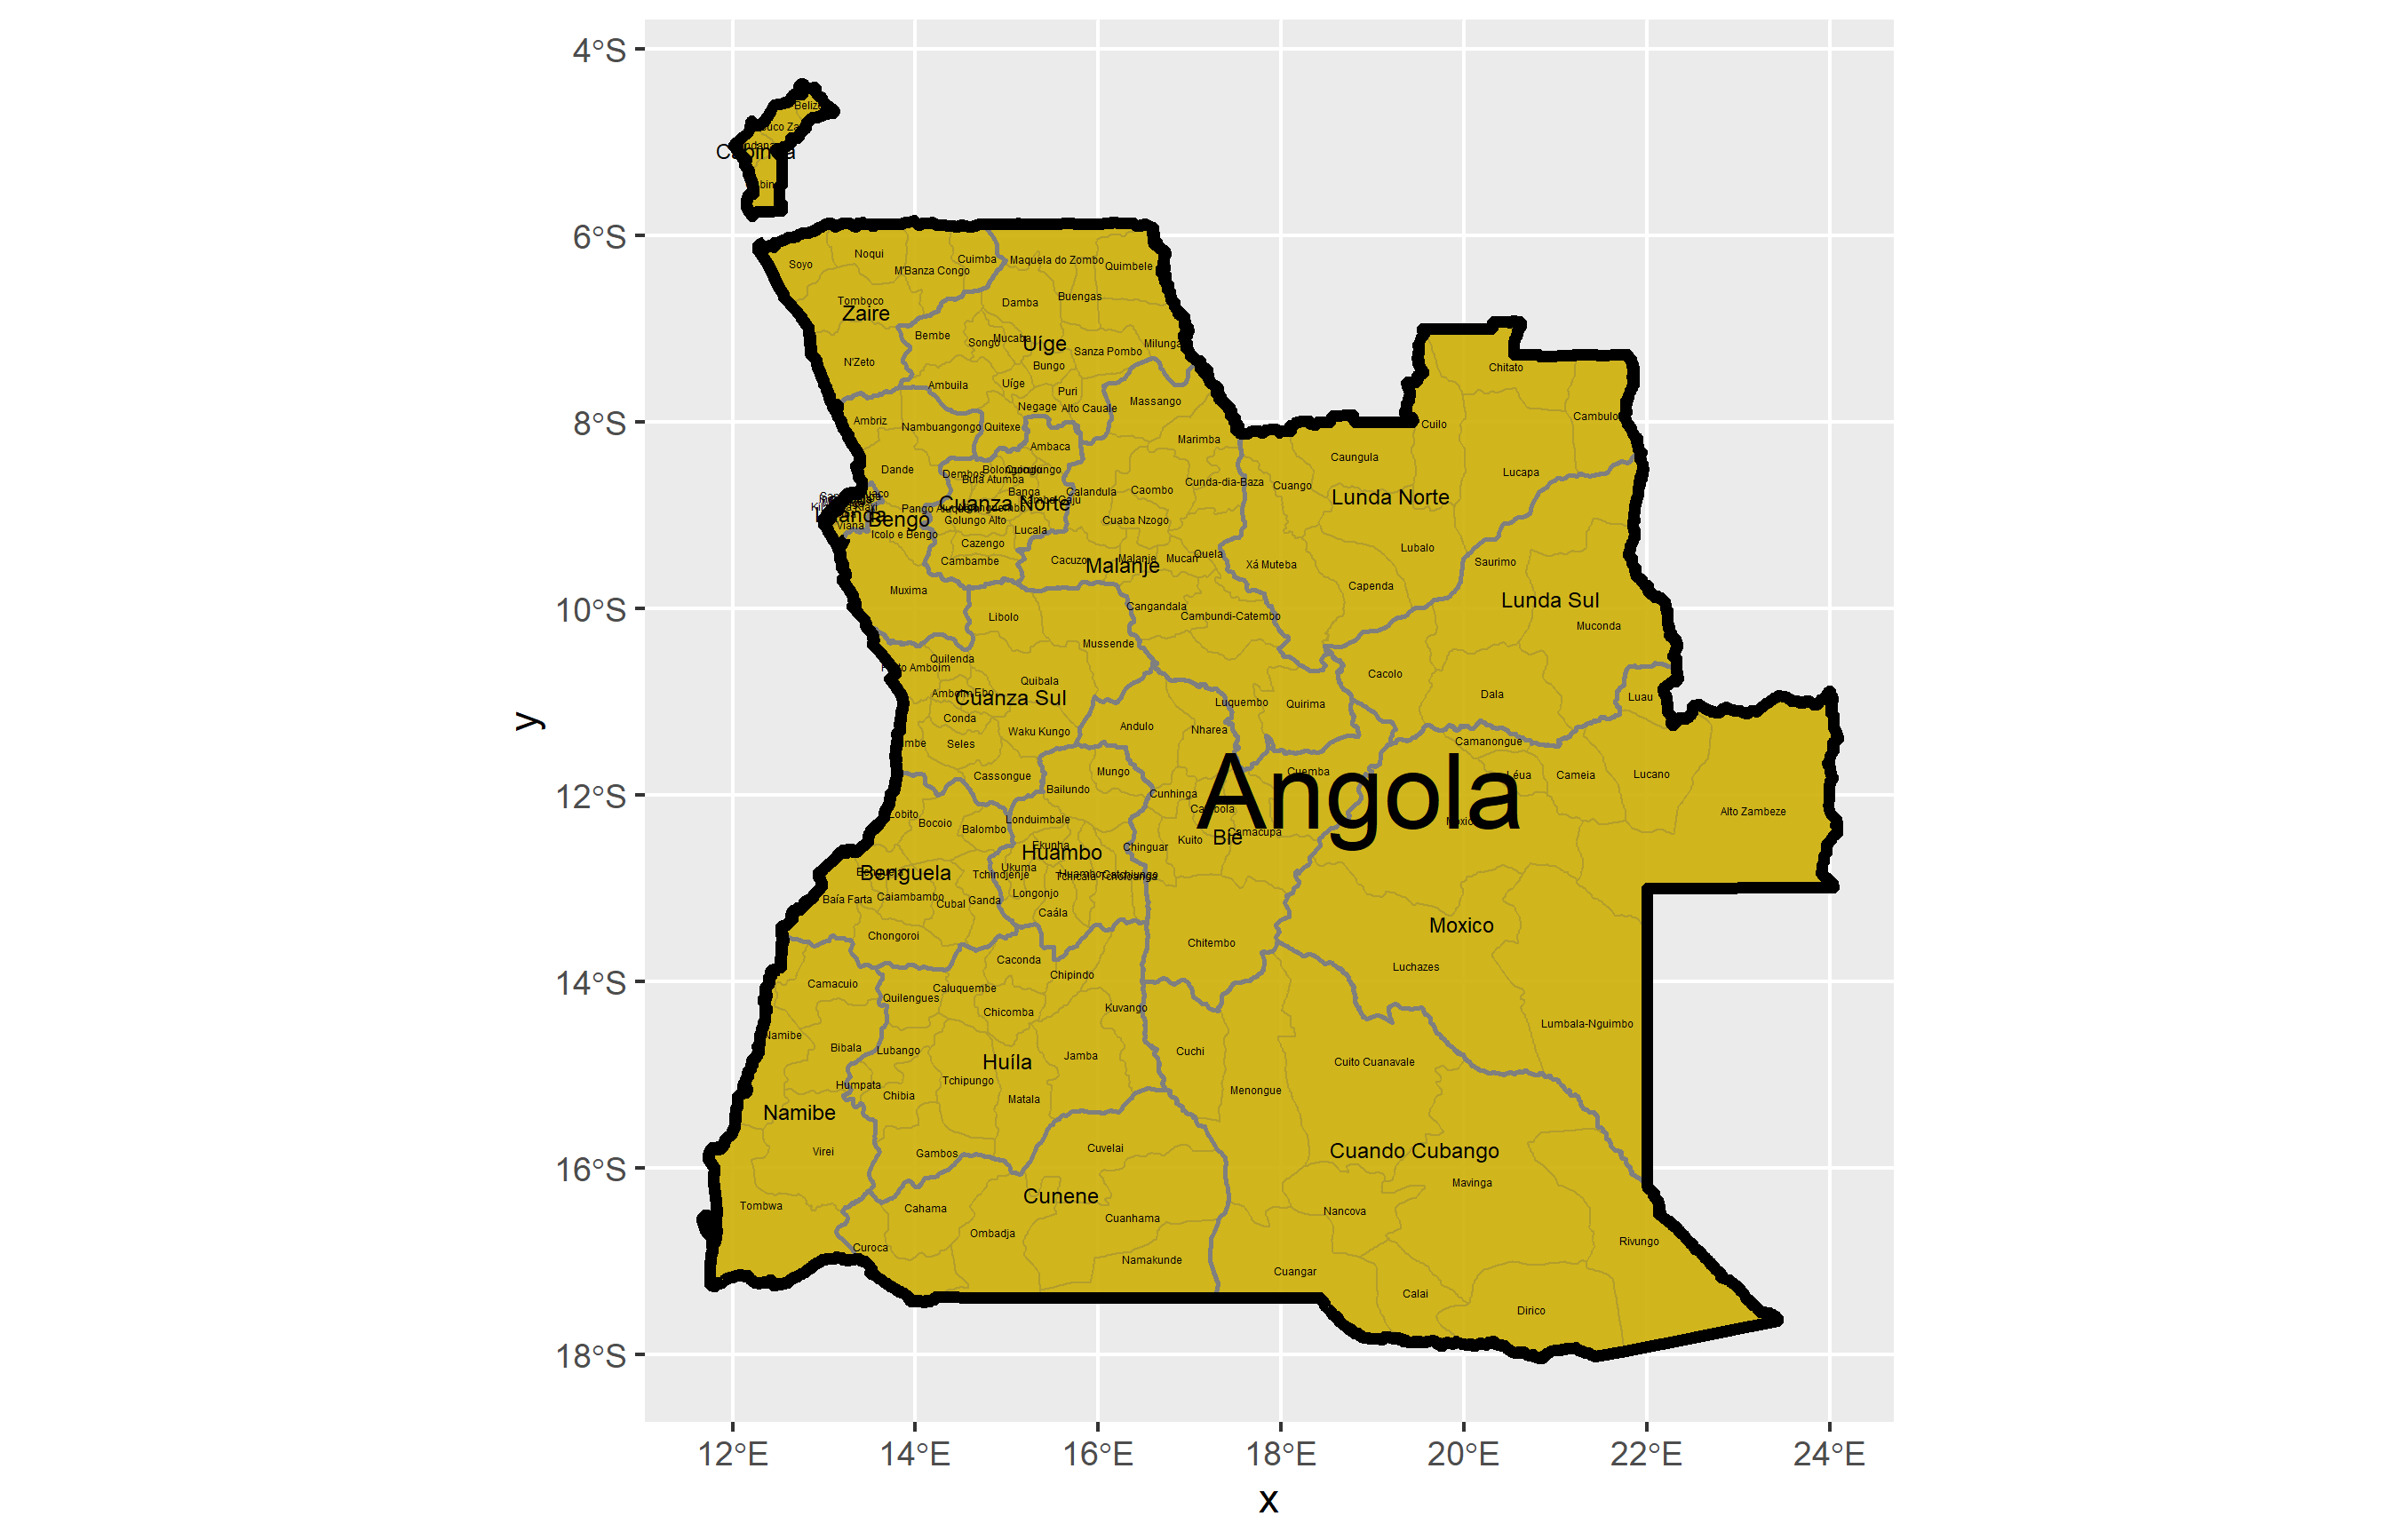 4°S
6°S
8°S
10°S
12°S
14°S
16°S
18°S
y
Cabinda
Soyo
Noqui
M'Banza Congo
Cuimba
Maquela do Zombo
Quimbele
Tomboco
Zaire
Damba
Buengas
N'Zeto
Bembe
Songo
Mucaba
Uíge
Sanza Pombo
Milunga
Bungo
Ambuila
Uíge
Puri
Negage
Alto Cauale
Massango
Chitato
Cambulo
Cuilo
Ambriz
Nambuangongo
Quitexe
Ambaca
Marimba
Caungula
Lucapa
Dande
Dembos
Bula Atumba
Banga
Calandula
Caombo
Cunda-dia-Baza
Cuango
Lunda Norte
Cuanza Norte
Luanda
Bengo
Viana
Icolo e Bengo
Golungo Alto
Lucala
Cuaba Nzogo
Cazengo
Cambambe
Cacuzo
Malanje
Malanje
Mucari
Quela
Xá Muteba
Lubalo
Saurimo
Muxima
Capenda
Lunda Sul
Libolo
Cangandala
Cambundi-Catembo
Muconda
Mussende
Quilenda
Porto Amboim
Quibala
Cacolo
Dala
Luau
Amboim
Ebo
Cuanza Sul
Luquembo
Quirima
Conda
Waku Kungo
Andulo
Nharea
Seles
Camanongue
Cassongue
Mungo
Cuemba
Léua
Cameia
Lucano
Bailundo
Cunhinga
Angola
Alto Zambeze
Lobito
Bocoio
Balombo
Londuimbale
Camacupa
Kuito
Bié
Ekunha
Huambo
Chinguar
Benguela
Ukuma
Tchindjenje
Longonjo
Baía Farta
Caiambambo
Cubal
Ganda
Caála
Chongoroi
Chitembo
Moxico
Luchazes
Caconda
Chipindo
Camacuio
Quilengues
Caluquembe
Chicomba
Kuvango
Lumbala-Nguimbo
Namibe
Bibala
Lubango
Huíla
Jamba
Cuchi
Cuito Cuanavale
Humpata
Tchipungo
Menongue
Chibia
Matala
Namibe
Virei
Gambos
Cuvelai
Cuando Cubango
Mavinga
Tombwa
Cahama
Cunene
Cuanhama
Nancova
Ombadja
Rivungo
Curoca
Namakunde
Cuangar
Calai
Dirico
12°E
14°E
16°E
18°E
20°E
22°E
24°E
x